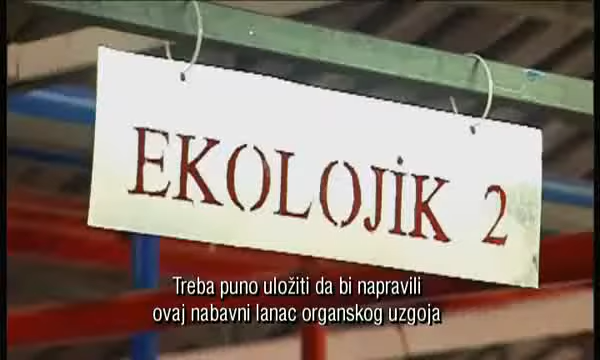 EKOLOJİK 2
Treba puno uložiti da bi napravili
ovaj nabavni lanac organskog uzgoja